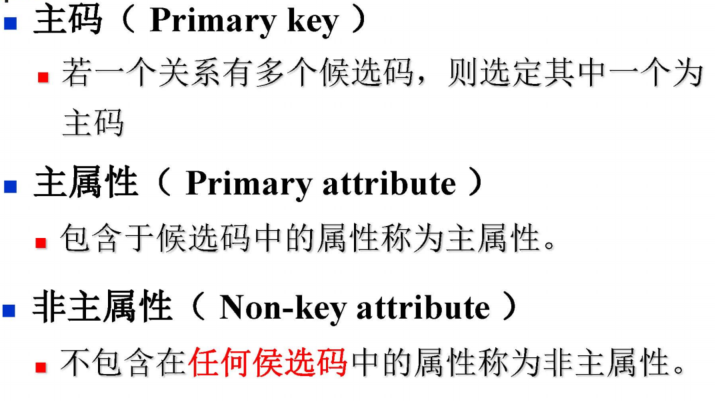 主码（ Primary key ）
若一个关系有多个候选码，则选定其中一个为
主码
主属性（ Primary attribute ）
包含于候选码中的属性称为主属性。
非主属性（ Non-key attribute ）
不包含在任何侯选码中的属性称为非主属性。